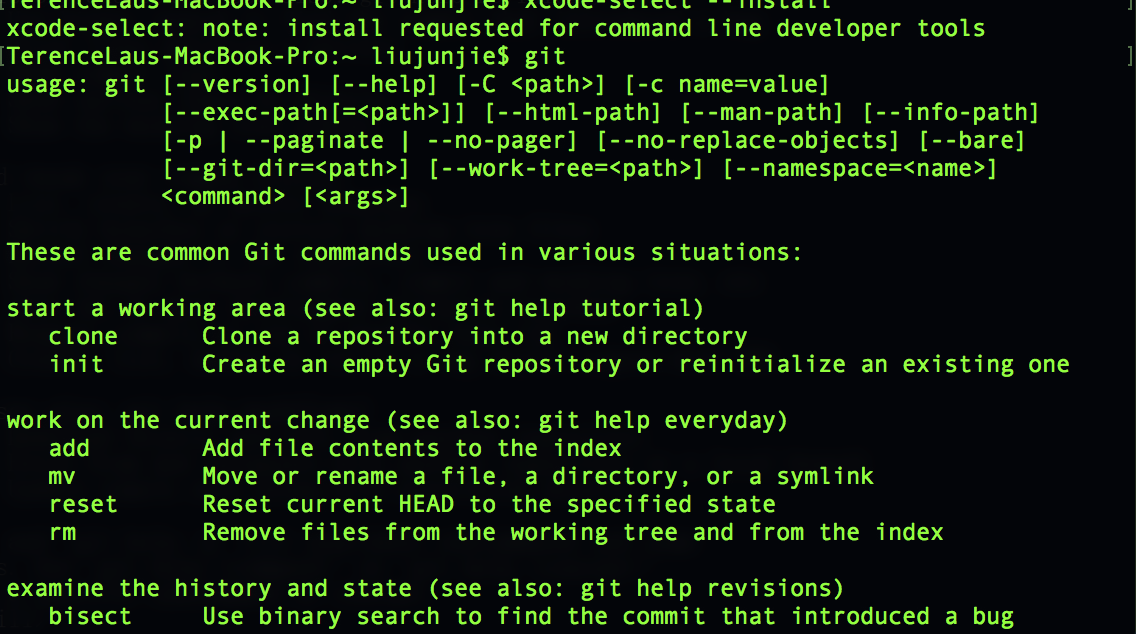 TerenceLaus-MacBook-Pro:~ liujunjie$ xcode-select --install
xcode-select: note: install requested for command line developer tools
[TerenceLaus-MacBook-Pro:~ liujunjie$ git ]
usage: git [--version] [--help] [-C <path>] [-c name=value]
           [--exec-path[=<path>]] [--html-path] [--man-path] [--info-path]
           [-p | --paginate | --no-pager] [--no-replace-objects] [--bare]
           [--git-dir=<path>] [--work-tree=<path>] [--namespace=<name>]
           <command> [<args>]
These are common Git commands used in various situations:
start a working area (see also: git help tutorial)
   clone      Clone a repository into a new directory
   init       Create an empty Git repository or reinitialize an existing one
work on the current change (see also: git help everyday)
   add        Add file contents to the index
   mv         Move or rename a file, a directory, or a symlink
   reset      Reset current HEAD to the specified state
   rm         Remove files from the working tree and from the index
examine the history and state (see also: git help revisions)
   bisect     Use binary search to find the commit that introduced a bug